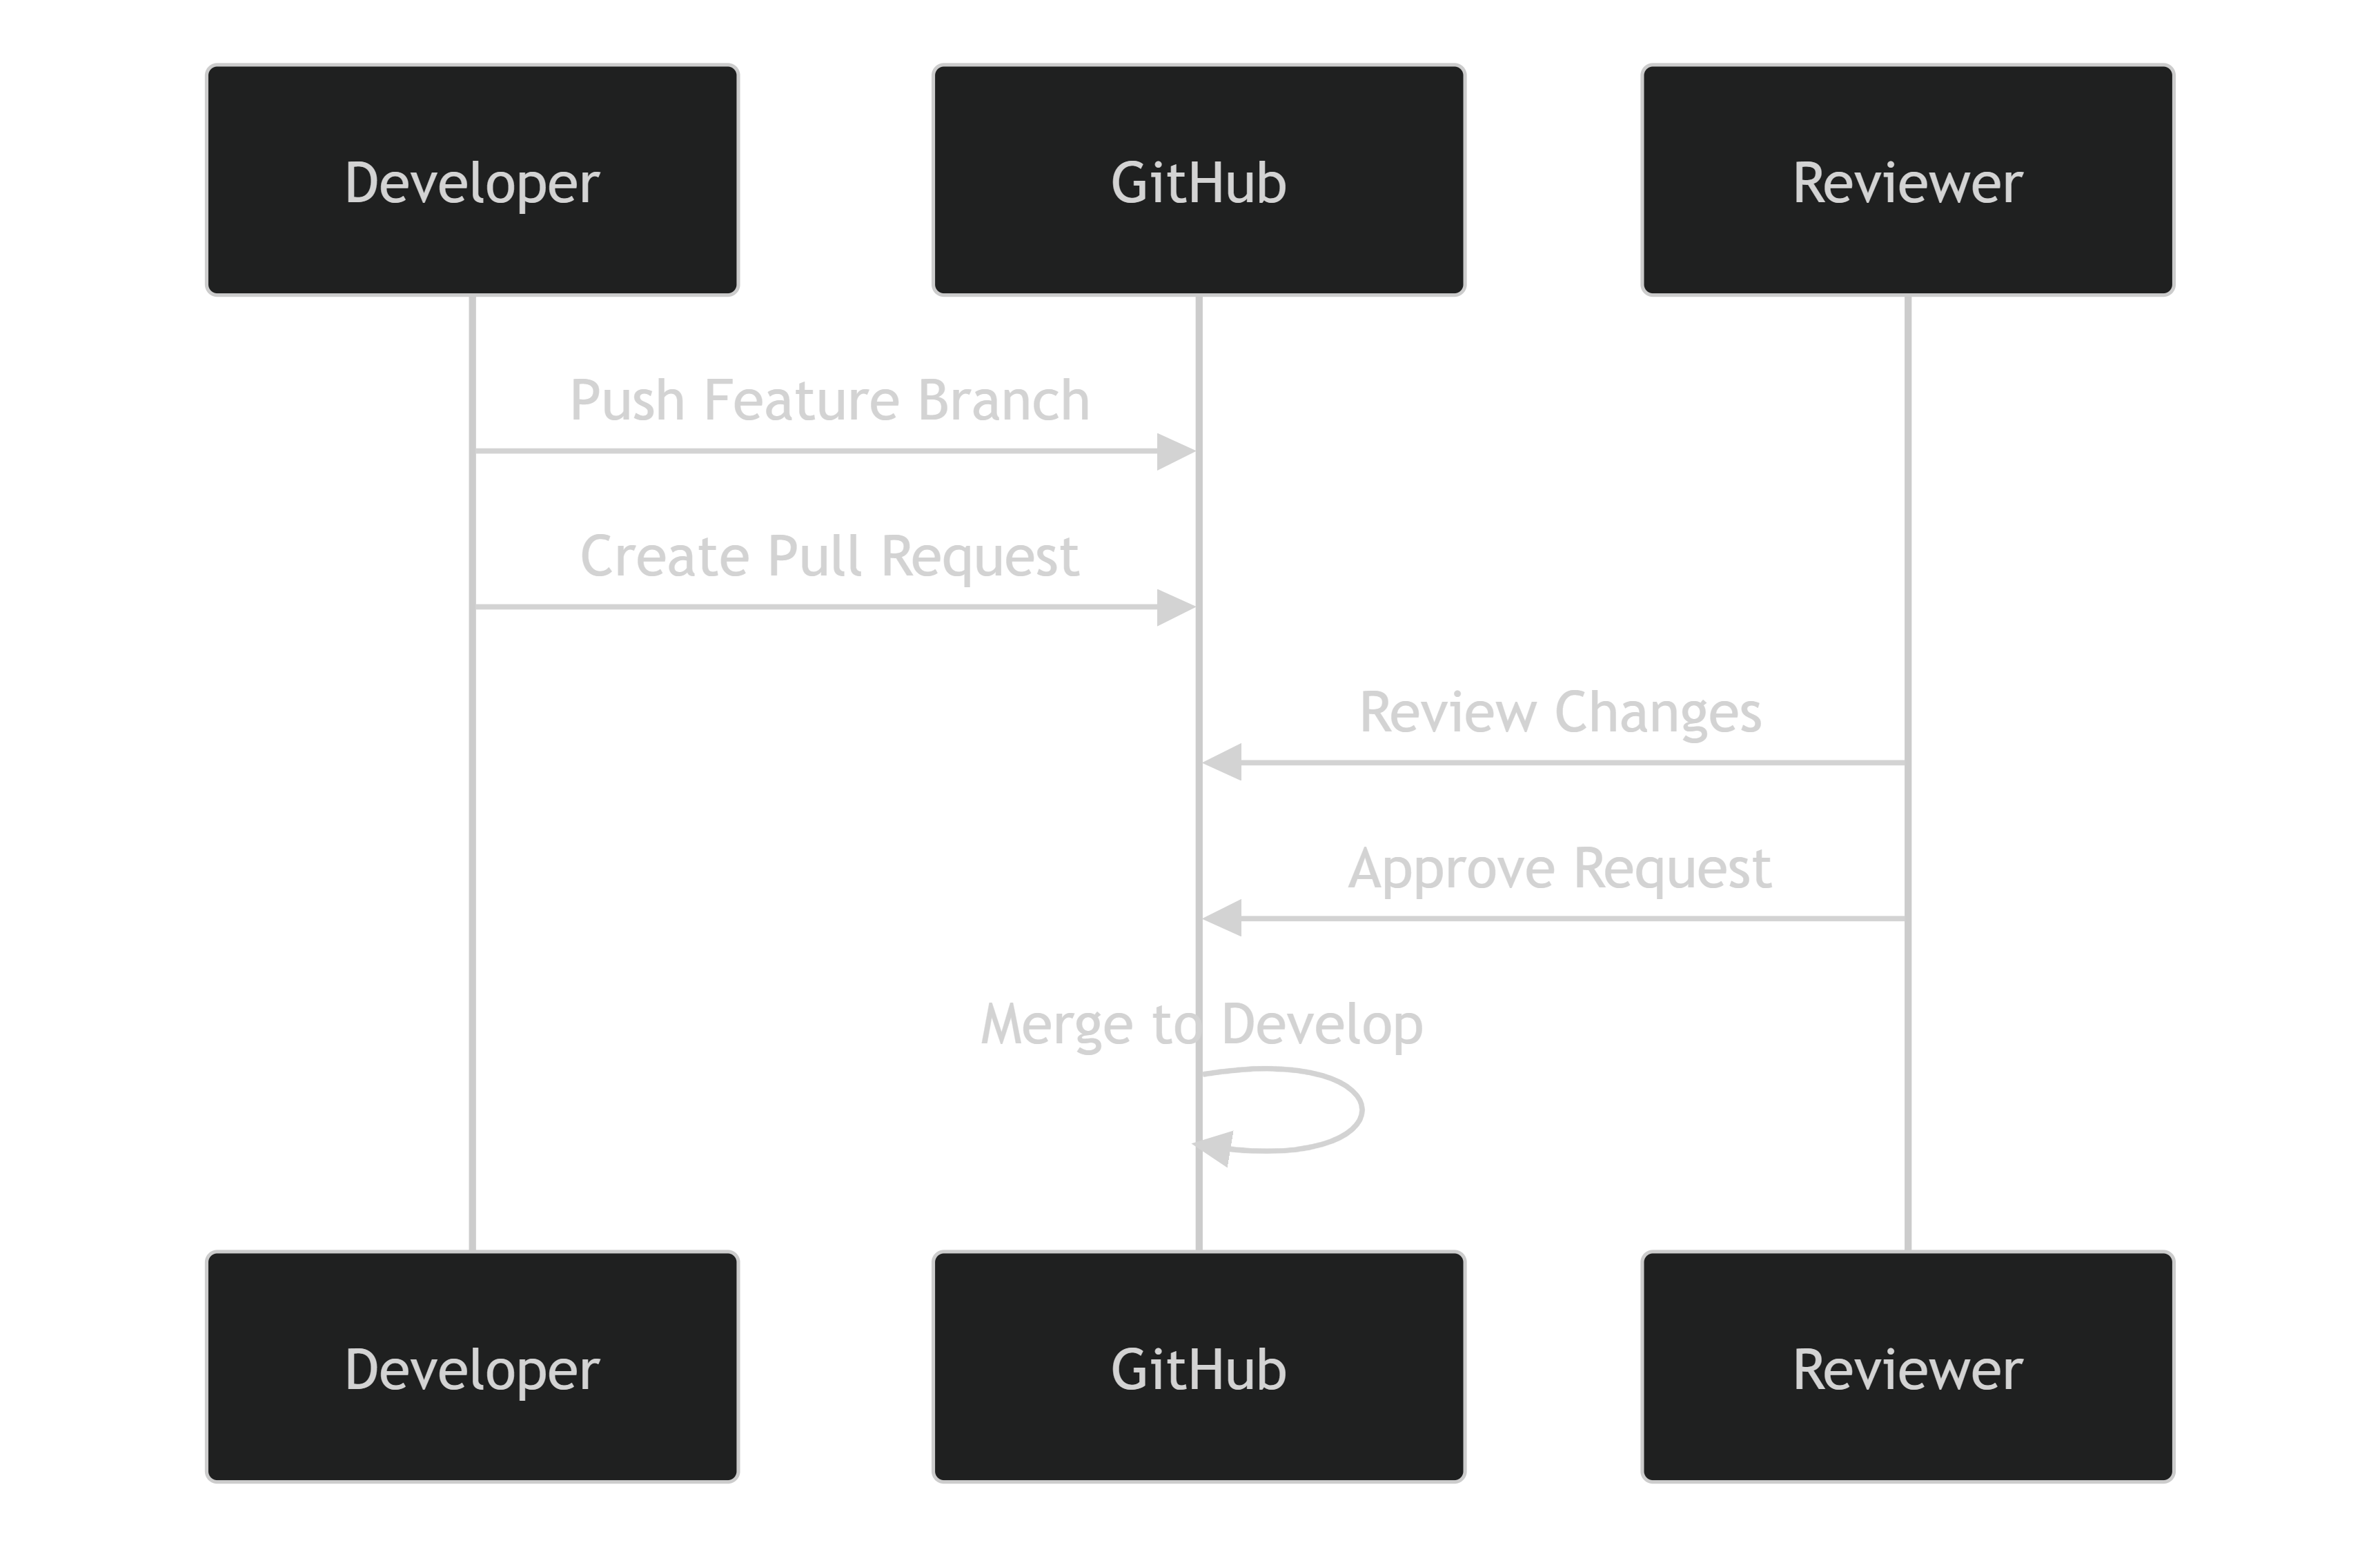 Developer
GitHub
Reviewer
Push Feature Branch
Create Pull Request
Review Changes
Approve Request
Merge to Develop
Developer
GitHub
Reviewer